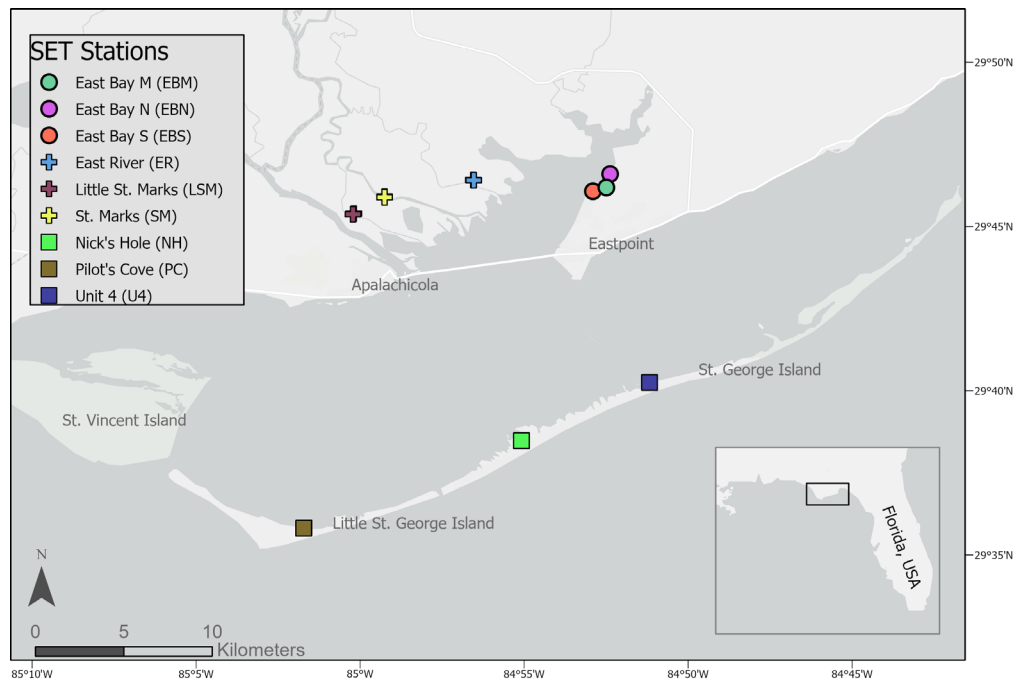 SET Stations
East Bay M (EBM)
East Bay N (EBN)
East Bay S (EBS)
East River (ER)
Little St. Marks (LSM)
St. Marks (SM)
Nick's Hole (NH)
Pilot's Cove (PC)
Unit 4 (U4)
Eastpoint
Apalachicola
St. George Island
St. Vincent Island
Little St. George Island
Florida, USA
N
0 5 10
Kilometers
29°50'N
29°45'N
29°40'N
29°35'N
85°10'W 85°5'W 85°W 84°55'W 84°50'W 84°45'W